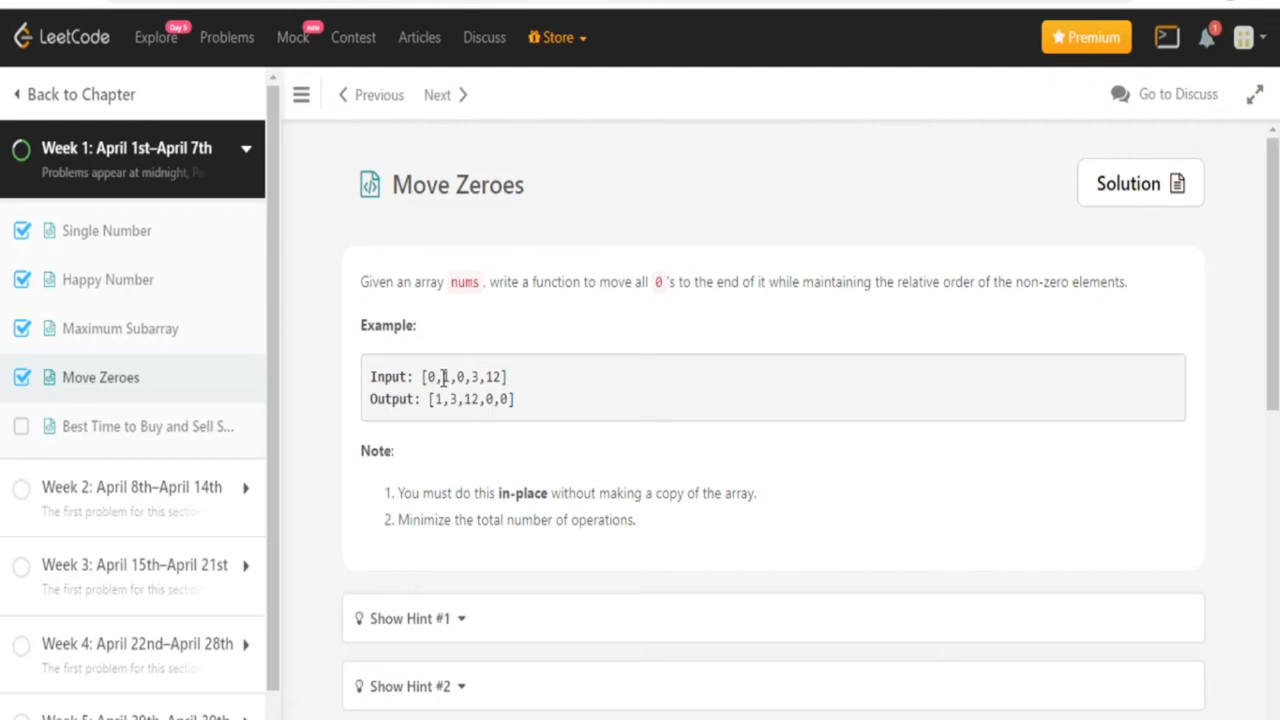 LeetCode Explore Day 5 Problems Mock new Contest Articles Discuss Store Premium 1
Back to Chapter
Previous Next Go to Discuss
Week 1: April 1st–April 7th
Problems appear at midnight,
Single Number
Happy Number
Maximum Subarray
Move Zeroes
Best Time to Buy and Sell S...
Week 2: April 8th–April 14th
The first problem for this
Week 3: April 15th–April 21st
The first problem for this
Week 4: April 22nd–April 28th
The first problem for this
Move Zeroes
Solution
Given an array nums, write a function to move all 0's to the end of it while maintaining the relative order of the non-zero elements.
Example:
Input: [0,1,0,3,12]
Output: [1,3,12,0,0]
Note:
1. You must do this in-place without making a copy of the array.
2. Minimize the total number of operations.
Show Hint #1
Show Hint #2